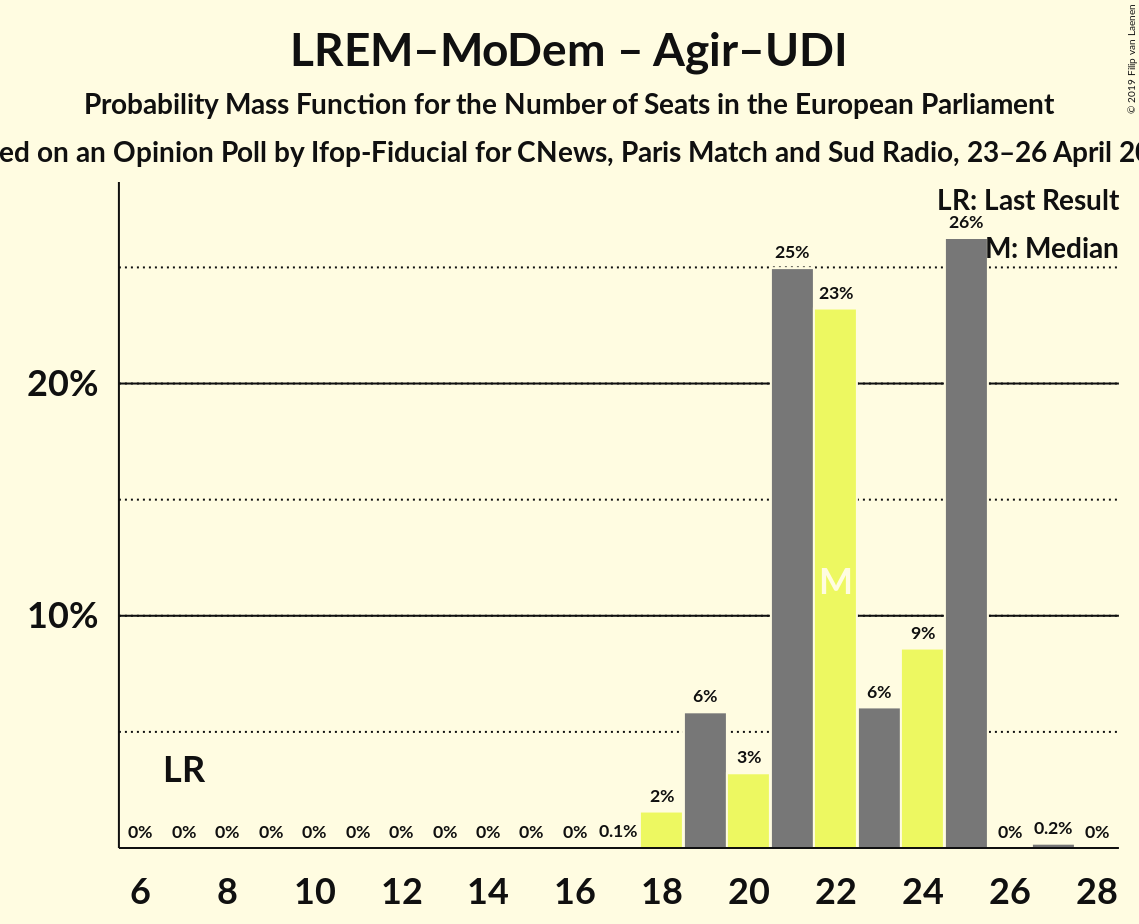 LREM–MoDem – Agir–UDI
Probability Mass Function for the Number of Seats in the European Parliament
on an Opinion Poll by Ifop-Fiducial for CNews, Paris Match and Sud Radio, 23–26 April
© 2019 Filip van Laenen
LR: Last Result
M: Median
26%
25%
23%
20%
M
10%
9%
6%
6%
3%
LR
2%
0% 0% 0% 0% 0% 0% 0% 0% 0% 0% 0% 0.1% 0% 0.2% 0%
6 8 10 12 14 16 18 20 22 24 26 28